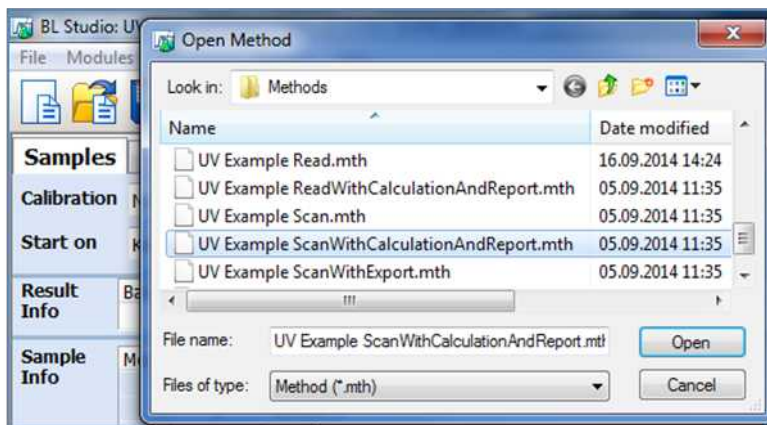 BL Studio: UV
File Modules
Samples
Calibration
Start on
Result
Info
Sample
Info
Open Method
Look in: Methods
Name Date modified
UV Example Read.mth 16.09.2014 14:24
UV Example ReadWithCalculationAndReport.mth 05.09.2014 11:35
UV Example Scan.mth 05.09.2014 11:35
UV Example ScanWithCalculationAndReport.mth 05.09.2014 11:35
UV Example ScanWithExport.mth 05.09.2014 11:35
File name: UV Example ScanWithCalculationAndReport.mtl
Open
Files of type: Method (*.mth)
Cancel